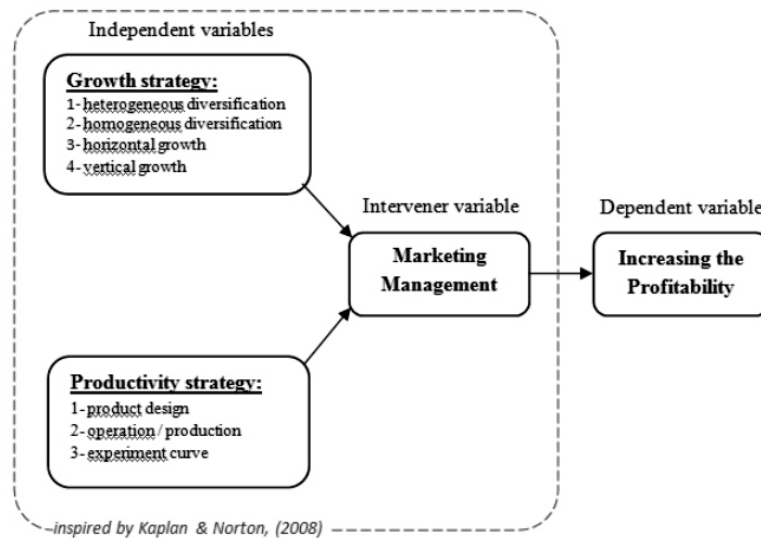 Independent variables
Growth strategy:
1- heterogeneous diversification
2- homogeneous diversification
3- horizontal growth
4- vertical growth
Intervener variable
Marketing
Management
Dependent variable
Increasing the
Profitability
Productivity strategy:
1- product design
2- operation / production
3- experiment curve
inspired by Kaplan & Norton, (2008)